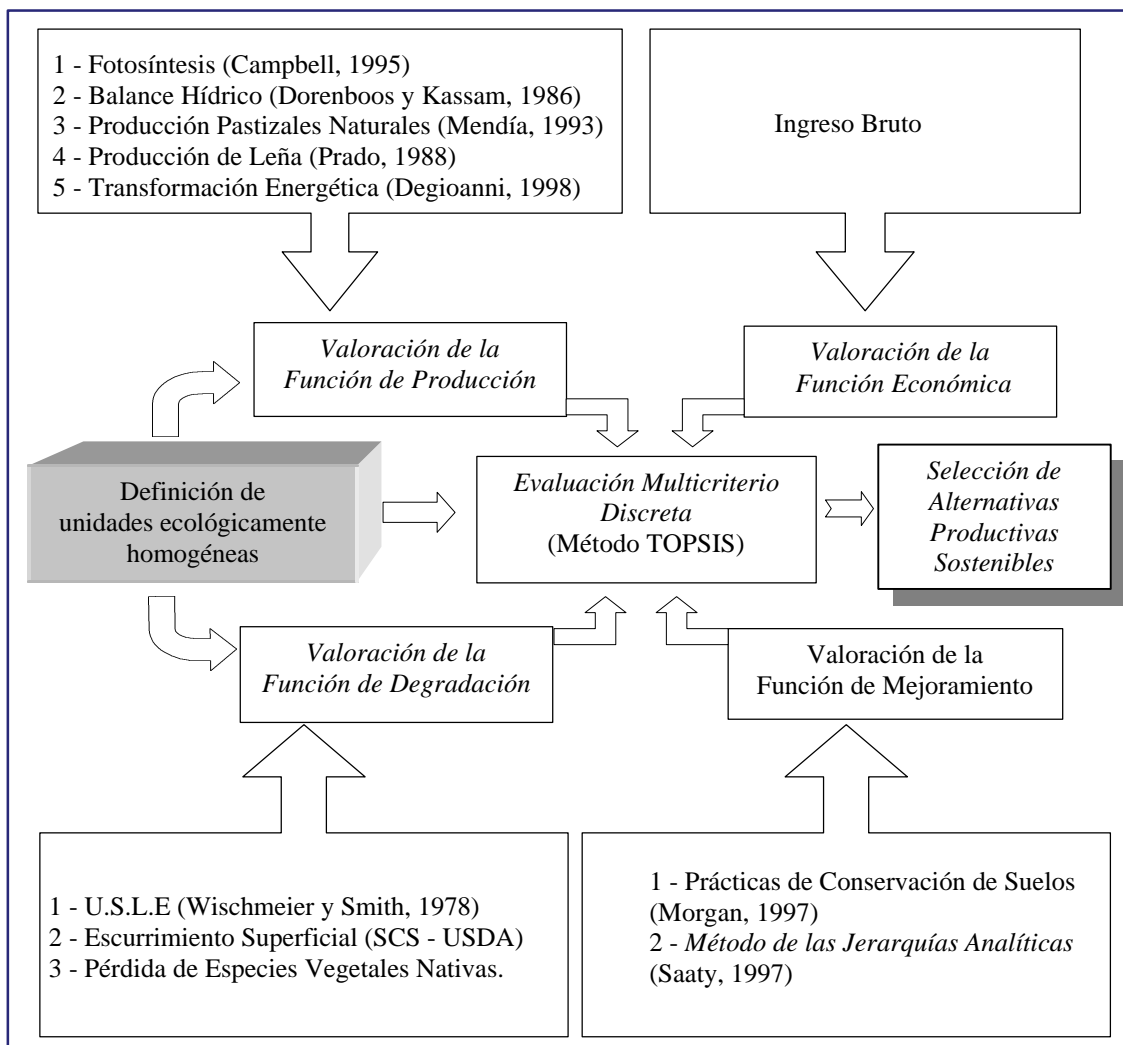 1 - Fotosíntesis (Campbell, 1995)
2 - Balance Hídrico (Dorenboos y Kassam, 1986)
3 - Producción Pastizales Naturales (Mendía, 1993)
4 - Producción de Leña (Prado, 1988)
5 - Transformación Energética (Degioanni, 1998)
Ingreso Bruto
Valoración de la
Función de Producción
Valoración de la
Función Económica
Definición de
unidades ecológicamente
homogéneas
Evaluación Multicriterio
Discreta
(Método TOPSIS)
Selección de
Alternativas
Productivas
Sostenibles
Valoración de la
Función de Degradación
Valoración de la
Función de Mejoramiento
1 - U.S.L.E (Wischmeier y Smith, 1978)
2 - Escurrimiento Superficial (SCS - USDA)
3 - Pérdida de Especies Vegetales Nativas.
1 - Prácticas de Conservación de Suelos
(Morgan, 1997)
2 - Método de las Jerarquías Analíticas
(Saaty, 1997)